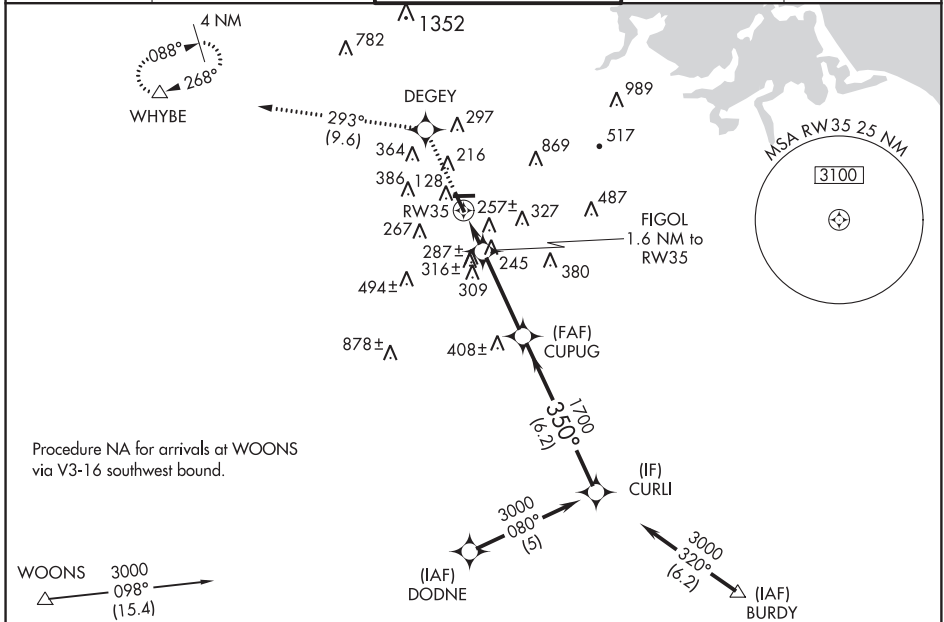 4 NM
1352
782
088°
268°
WHYBE
DEGEY
989
297
293°
(9.6)
517
869
MSA RW35 25 NM
3100
364
216
386
128
RW35
257±
327
487
FIGOL
1.6 NM to
RW35
267
287±
245
316±
380
309
494±
(FAF)
CUPUG
878±
408±
1700
350°
(6.2)
Procedure NA for arrivals at WOONS
via V3-16 southwest bound.
(IF)
CURLI
3000
080°
(5)
3000
320°
(6.2)
WOONS
3000
098°
(15.4)
(IAF)
DODNE
(IAF)
BURDY